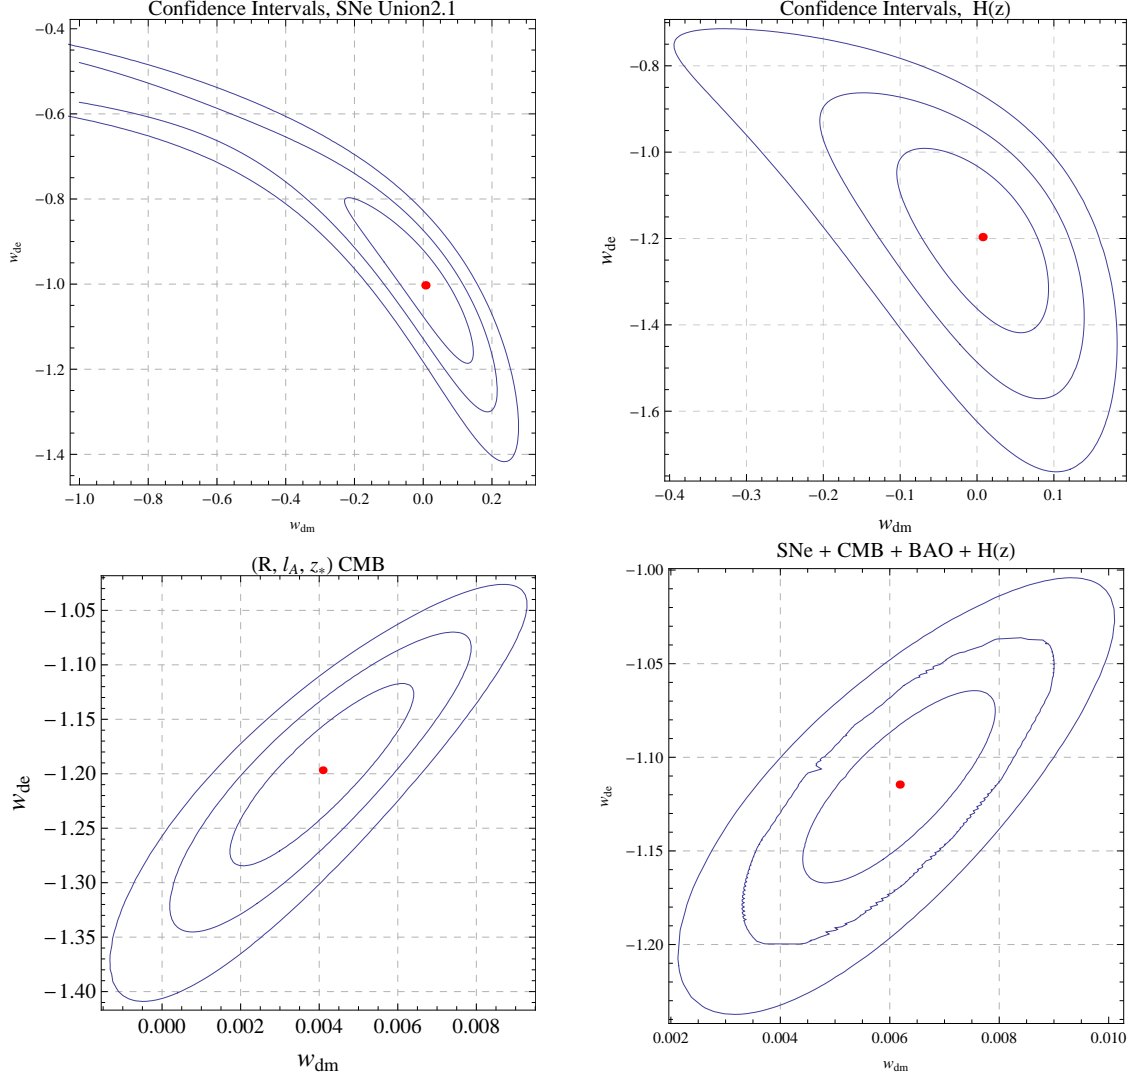 Confidence Intervals, SNe Union2.1
−0.4
−0.6
−0.8
−1.0
−1.2
−1.4
w_de
−1.0 −0.8 −0.6 −0.4 −0.2 0.0 0.2
w_dm
Confidence Intervals, H(z)
−0.8
−1.0
−1.2
−1.4
−1.6
w_de
−0.4 −0.3 −0.2 −0.1 0.0 0.1
w_dm
(R, l_A, z_*) CMB
−1.05
−1.10
−1.15
−1.20
−1.25
−1.30
−1.35
−1.40
w_de
0.000 0.002 0.004 0.006 0.008
w_dm
SNe + CMB + BAO + H(z)
−1.00
−1.05
−1.10
−1.15
−1.20
w_de
0.002 0.004 0.006 0.008 0.010
w_dm